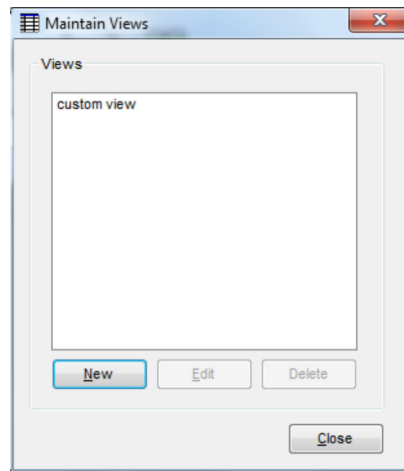 Maintain Views
Views
custom view
New Edit Delete
Close